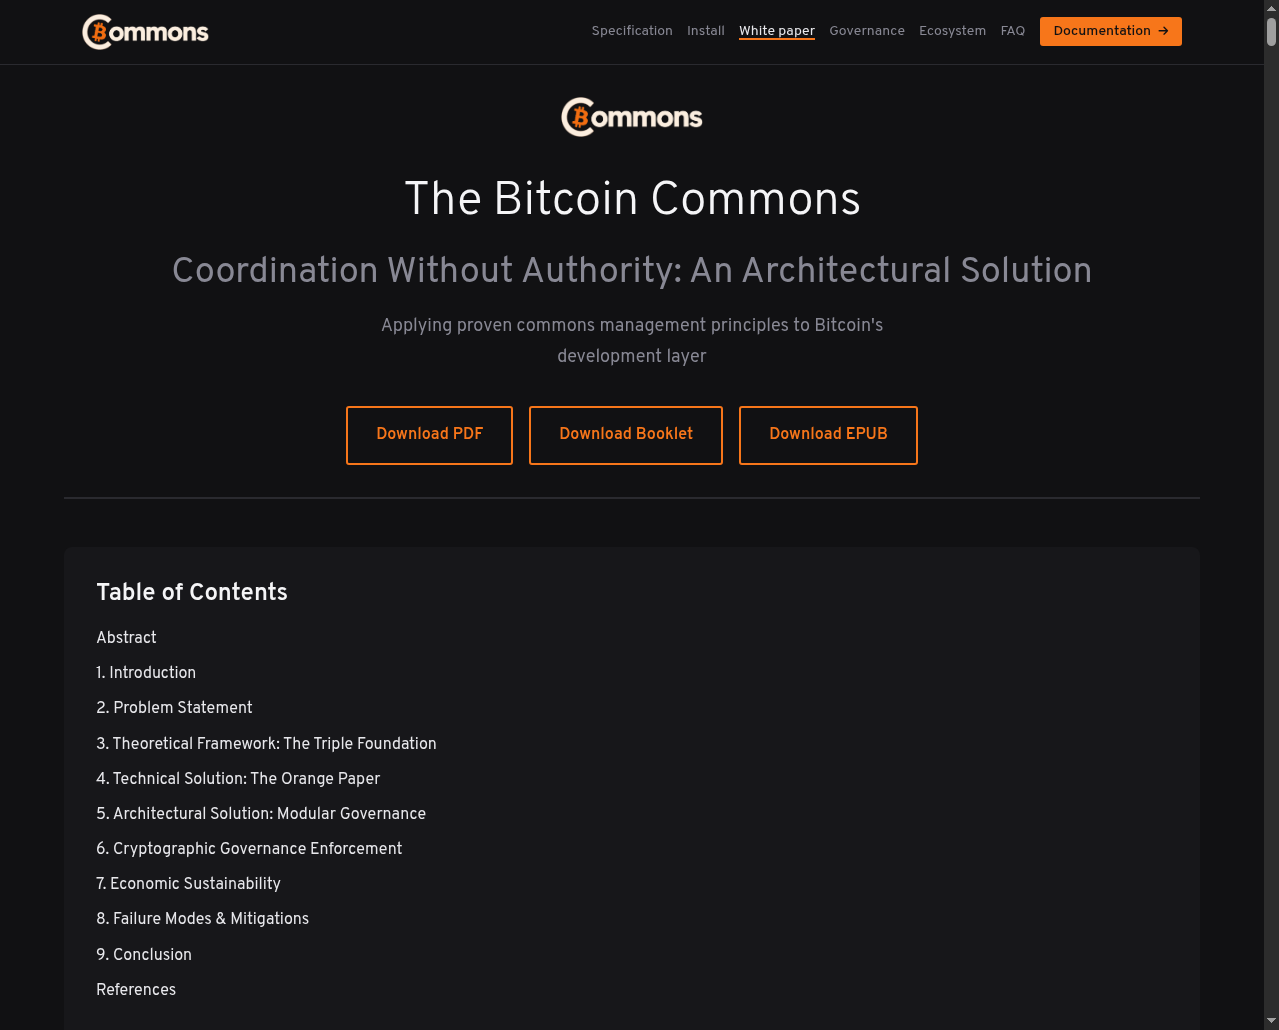 Commons
Specification Install White paper Governance Ecosystem FAQ Documentation →
Commons
The Bitcoin Commons
Coordination Without Authority: An Architectural Solution
Applying proven commons management principles to Bitcoin's
development layer
Download PDF Download Booklet Download EPUB
Table of Contents
Abstract
1. Introduction
2. Problem Statement
3. Theoretical Framework: The Triple Foundation
4. Technical Solution: The Orange Paper
5. Architectural Solution: Modular Governance
6. Cryptographic Governance Enforcement
7. Economic Sustainability
8. Failure Modes & Mitigations
9. Conclusion
References